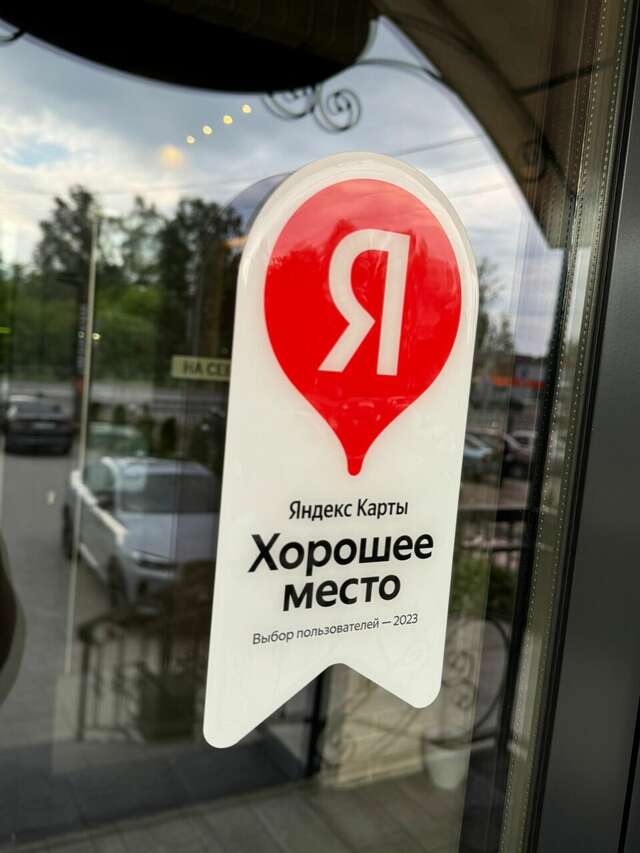 Я
Яндекс Карты
Хорошее
место
Выбор пользователей — 2023